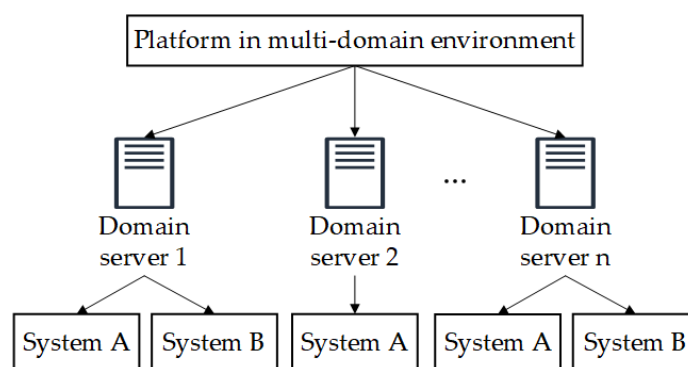 Platform in multi-domain environment
...
Domain
server 1
Domain
server 2
Domain
server n
System A
System B
System A
System A
System B